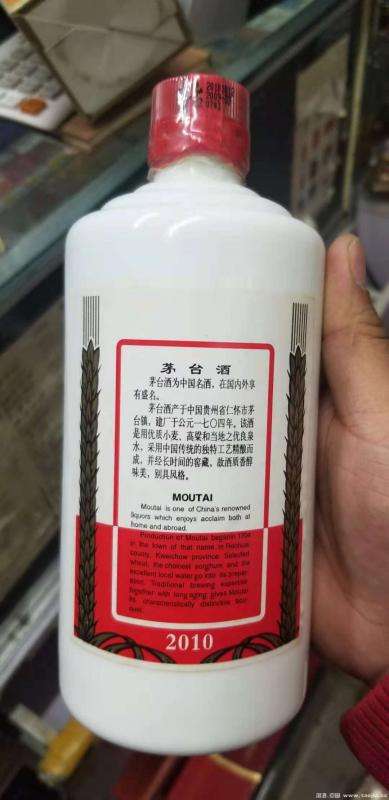 茅台酒
茅台酒为中国名酒，在国内外享
有盛名。
茅台酒产于中国贵州省仁怀市茅
台镇，建厂于公元一七〇四年。该酒
是用优质小麦、高粱和当地之优良泉
水，采用中国传统的独特工艺精酿而
成，并经长时间的窖藏。故酒质香醇
味美，别具风格。
MOUTAI
Moutai is one of China's renowned
liquors which enjoys acclaim both at
home and abroad.
Production of Moutai began in 1704
in the town of that name in Renhuai
county, Kweichow province. Selected
wheat, the choicest sorghum and the
excellent local water go into its prepar-
ation. Traditional brewing expertise
together with long aging gives Moutai
its characteristically distinctive bou-
quet.
2010